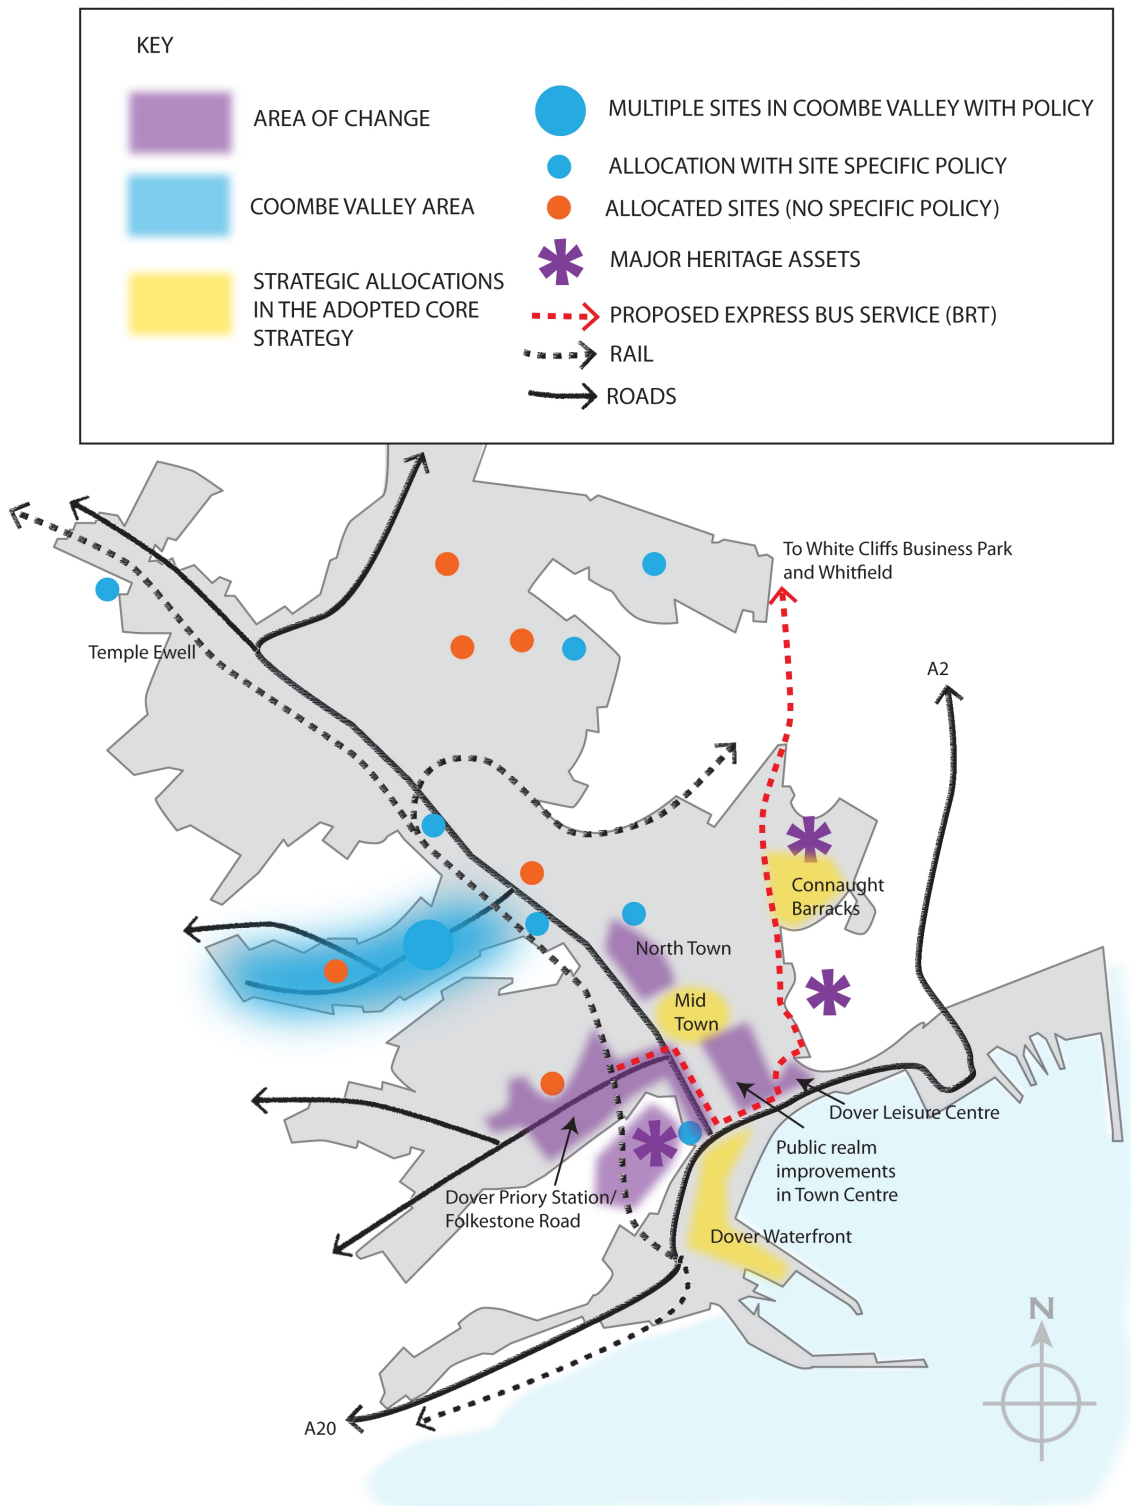 KEY
AREA OF CHANGE
COOMBE VALLEY AREA
STRATEGIC ALLOCATIONS
IN THE ADOPTED CORE
STRATEGY
MULTIPLE SITES IN COOMBE VALLEY WITH POLICY
ALLOCATION WITH SITE SPECIFIC POLICY
ALLOCATED SITES (NO SPECIFIC POLICY)
MAJOR HERITAGE ASSETS
PROPOSED EXPRESS BUS SERVICE (BRT)
RAIL
ROADS
To White Cliffs Business Park
and Whitfield
Temple Ewell
A2
Connaught
Barracks
North Town
Mid
Town
Dover Leisure Centre
Public realm
improvements
in Town Centre
Dover Priory Station/
Folkestone Road
Dover Waterfront
N
A20